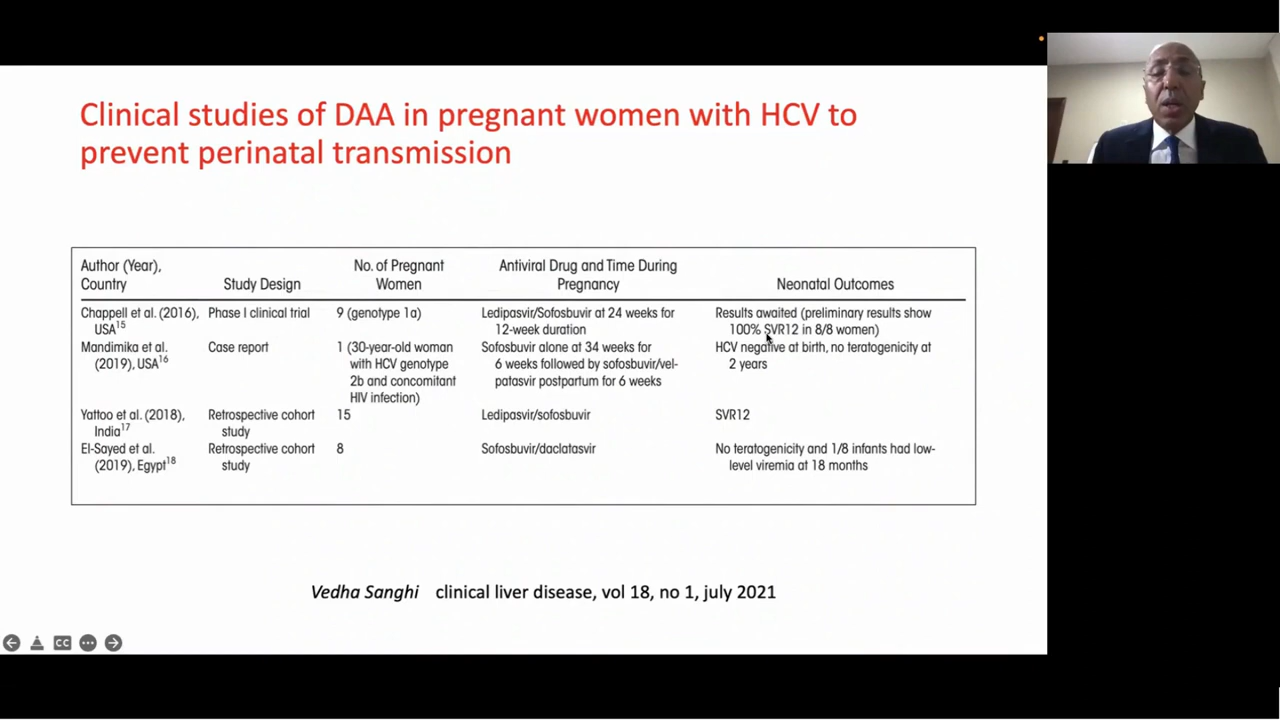 Clinical studies of DAA in pregnant women with HCV to
prevent perinatal transmission
Author (Year),
Country
Study Design
No. of Pregnant
Women
Antiviral Drug and Time During
Pregnancy
Neonatal Outcomes
Chappell et al. (2016),
USA15
Phase I clinical trial
9 (genotype 1a)
Ledipasvir/Sofosbuvir at 24 weeks for
12-week duration
Results awaited (preliminary results show
100% SVR12 in 8/8 women)
Mandimika et al.
(2019), USA16
Case report
1 (30-year-old woman
with HCV genotype
2b and concomitant
HIV infection)
Sofosbuvir alone at 34 weeks for
6 weeks followed by sofosbuvir/vel-
patasvir postpartum for 6 weeks
HCV negative at birth, no teratogenicity at
2 years
Yattoo et al. (2018),
India17
Retrospective cohort
study
15
Ledipasvir/sofosbuvir
SVR12
El-Sayed et al.
(2019), Egypt18
Retrospective cohort
study
8
Sofosbuvir/daclatasvir
No teratogenicity and 1/8 infants had low-
level viremia at 18 months
Vedha Sanghi clinical liver disease, vol 18, no 1, july 2021
CC